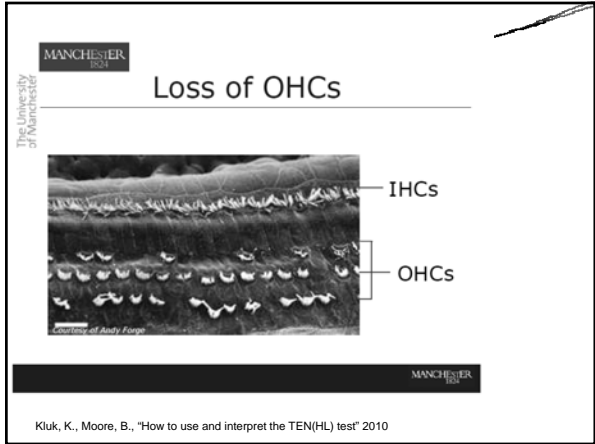 MANCHESTER
1824
The University
of Manchester
Loss of OHCs
IHCs
OHCs
Courtesy of Andy Forge
MANCHESTER
1824
Kluk, K., Moore, B., “How to use and interpret the TEN(HL) test” 2010